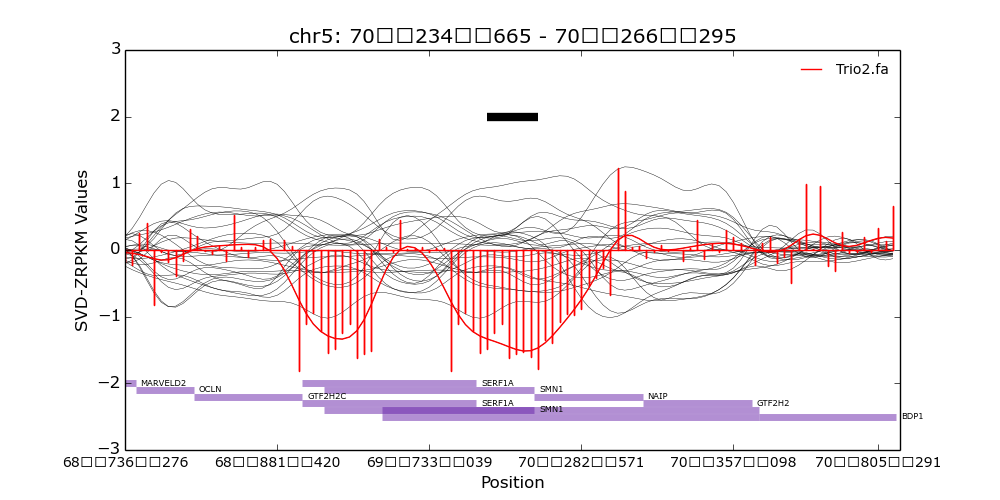 chr5: 70□□234□□665 - 70□□266□□295
3
Trio2.fa
2
1
0
−1
−2
−3
SVD-ZRPKM Values
MARVELD2
SERF1A
OCLN
SMN1
GTF2H2C
NAIP
SERF1A
GTF2H2
SMN1
BDP1
68□□736□□276
68□□881□□420
69□□733□□039
70□□282□□571
70□□357□□098
70□□805□□291
Position